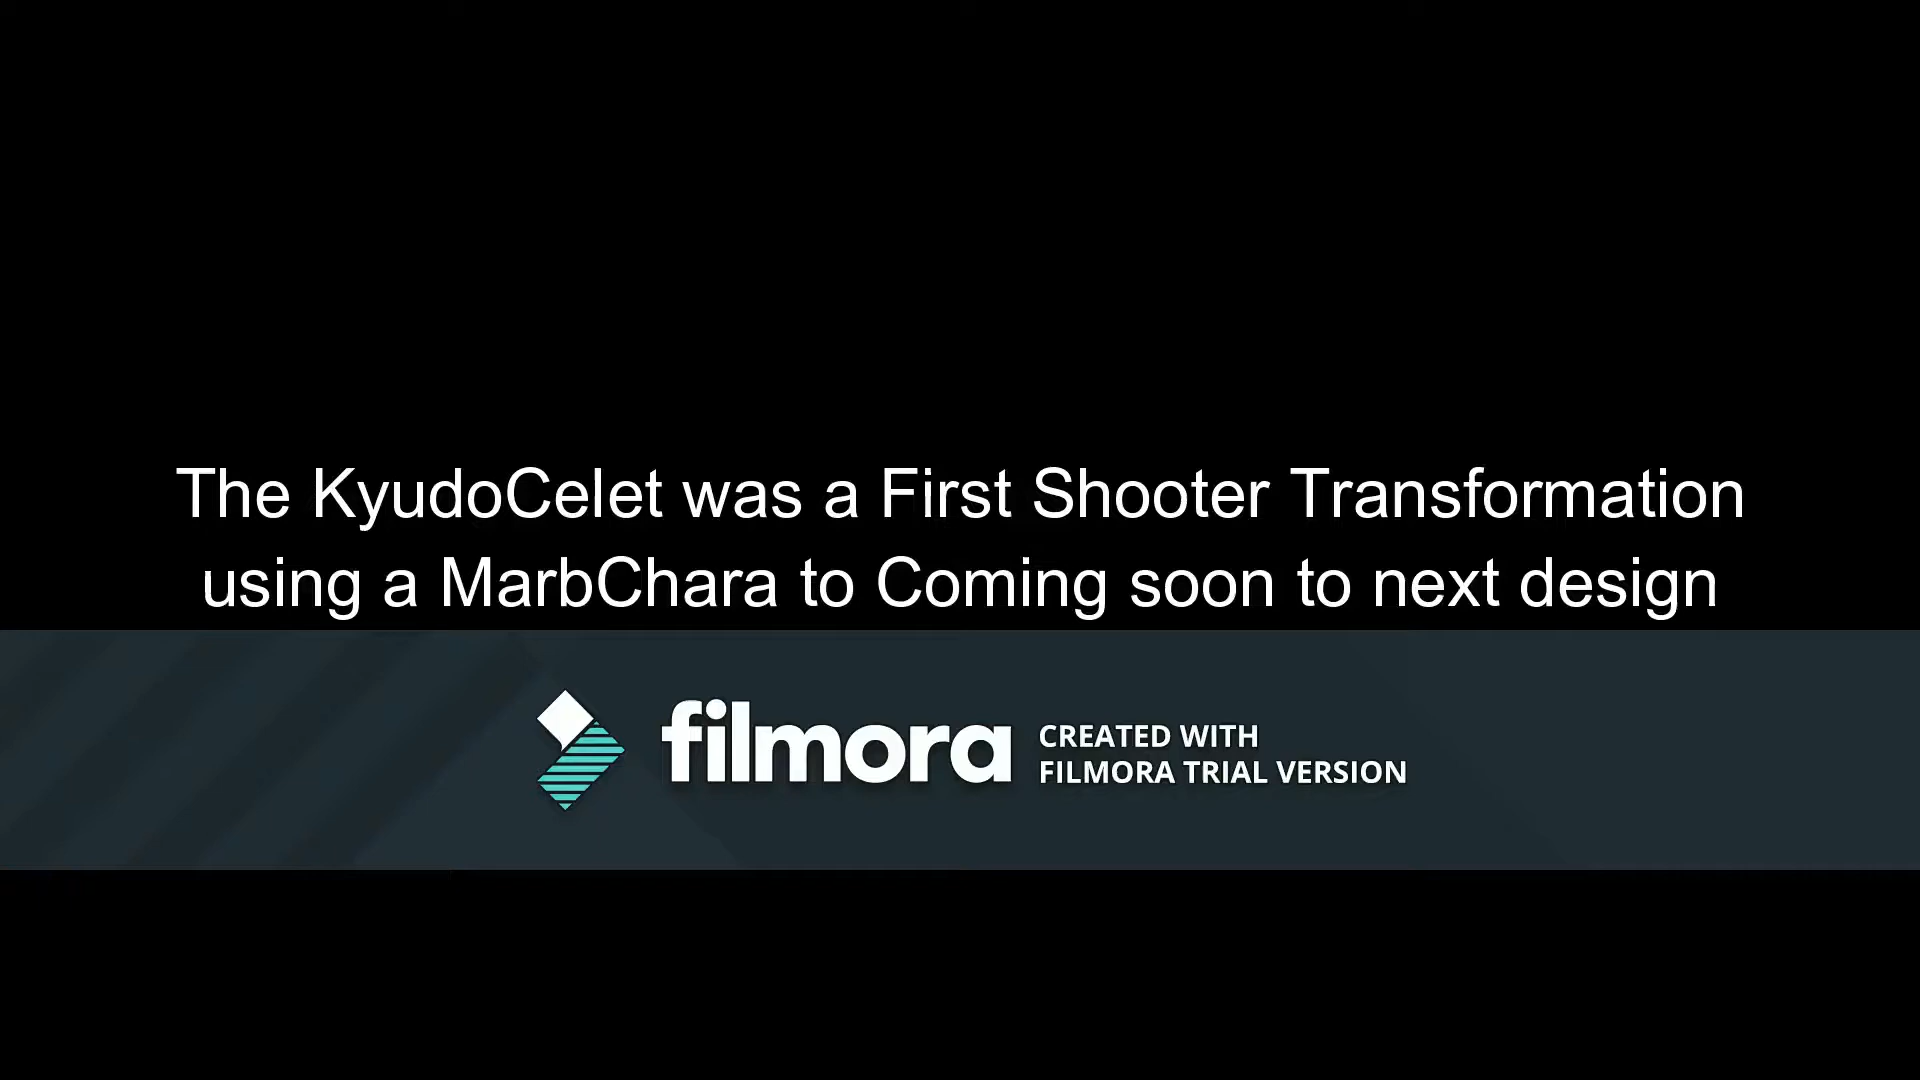 The KyudoCelet was a First Shooter Transformation
using a MarbChara to Coming soon to next design
filmora CREATED WITH
FILMORA TRIAL VERSION